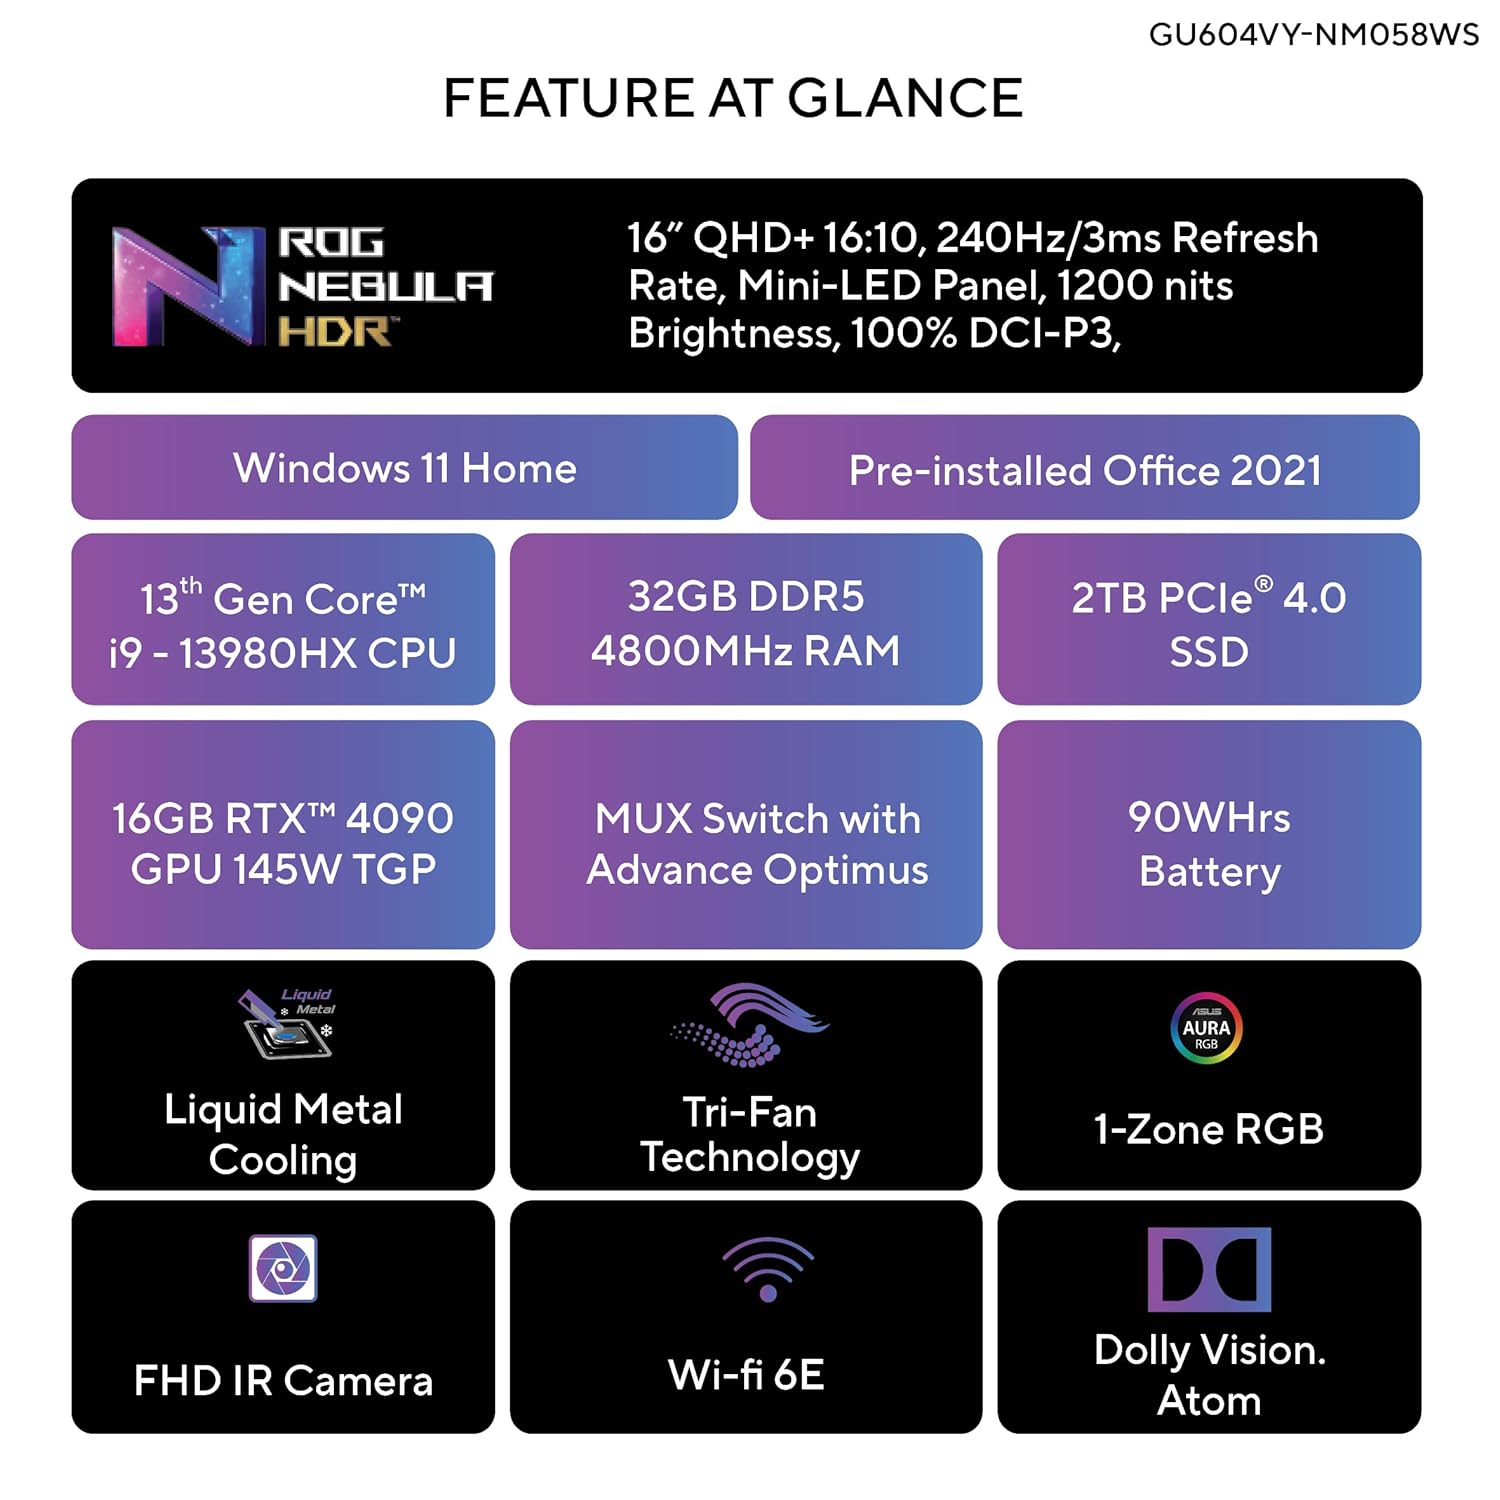 GU604VY-NM058WS
FEATURE AT GLANCE
ROG
NEBULA
HDR™
16” QHD+ 16:10, 240Hz/3ms Refresh
Rate, Mini-LED Panel, 1200 nits
Brightness, 100% DCI-P3,
Windows 11 Home
Pre-installed Office 2021
13th Gen Core™
i9 - 13980HX CPU
32GB DDR5
4800MHz RAM
2TB PCIe® 4.0
SSD
16GB RTX™ 4090
GPU 145W TGP
MUX Switch with
Advance Optimus
90WHrs
Battery
Liquid
Metal
Liquid Metal
Cooling
Tri-Fan
Technology
ASUS
AURA
RGB
1-Zone RGB
FHD IR Camera
Wi-fi 6E
Dolly Vision.
Atom